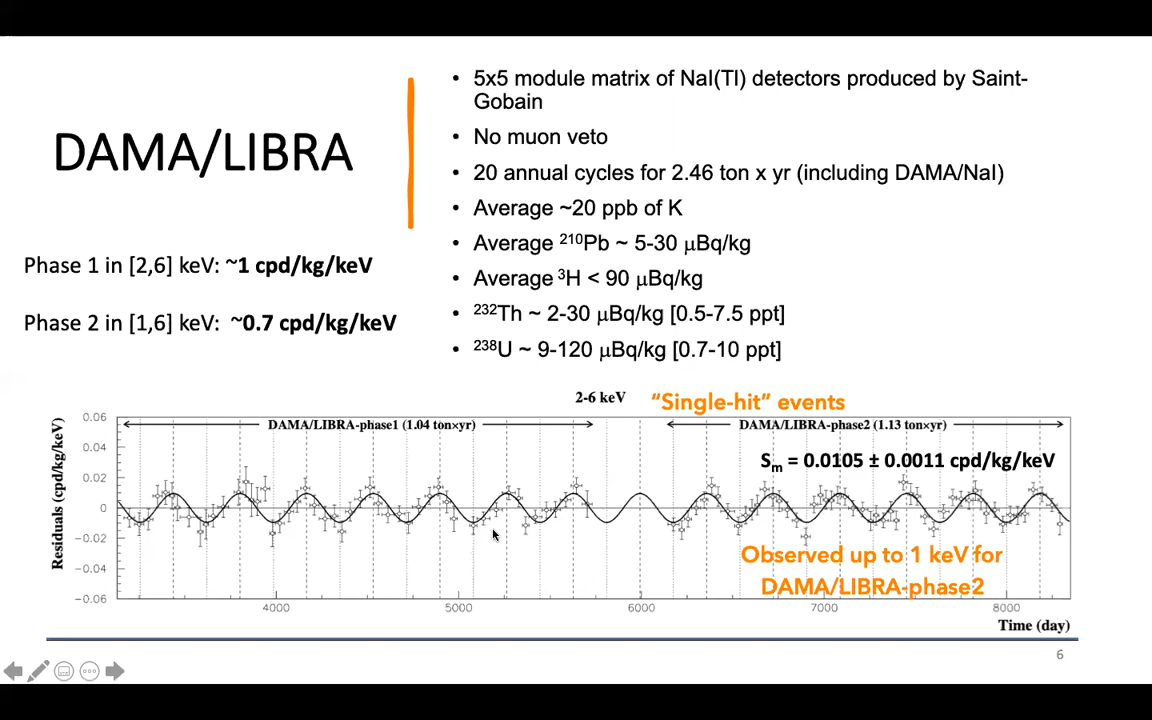 DAMA/LIBRA
Phase 1 in [2,6] keV: ~1 cpd/kg/keV
Phase 2 in [1,6] keV: ~0.7 cpd/kg/keV
• 5x5 module matrix of NaI(Tl) detectors produced by Saint-
Gobain
• No muon veto
• 20 annual cycles for 2.46 ton x yr (including DAMA/NaI)
• Average ~20 ppb of K
• Average ²¹⁰Pb ~ 5-30 μBq/kg
• Average ³H < 90 μBq/kg
• ²³²Th ~ 2-30 μBq/kg [0.5-7.5 ppt]
• ²³⁸U ~ 9-120 μBq/kg [0.7-10 ppt]
2-6 keV
“Single-hit” events
DAMA/LIBRA-phase1 (1.04 ton×yr)
DAMA/LIBRA-phase2 (1.13 ton×yr)
Sₘ = 0.0105 ± 0.0011 cpd/kg/keV
Observed up to 1 keV for
DAMA/LIBRA-phase2
Residuals (cpd/kg/keV)
0.06
0.04
0.02
0
−0.02
−0.04
−0.06
4000
5000
6000
7000
8000
Time (day)
6